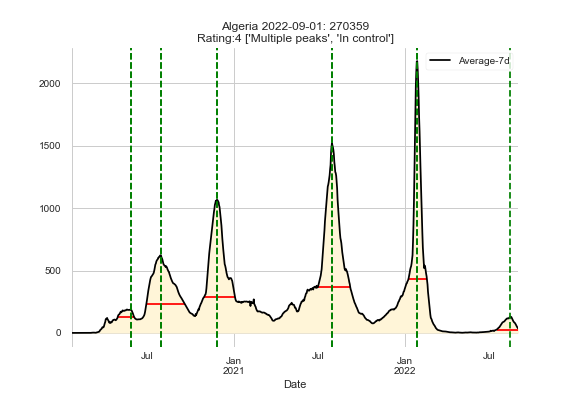 Algeria 2022-09-01: 270359
Rating:4 ['Multiple peaks', 'In control']
Average-7d
2000
1500
1000
500
0
Jul
Jan
2021
Jul
Jan
2022
Jul
Date